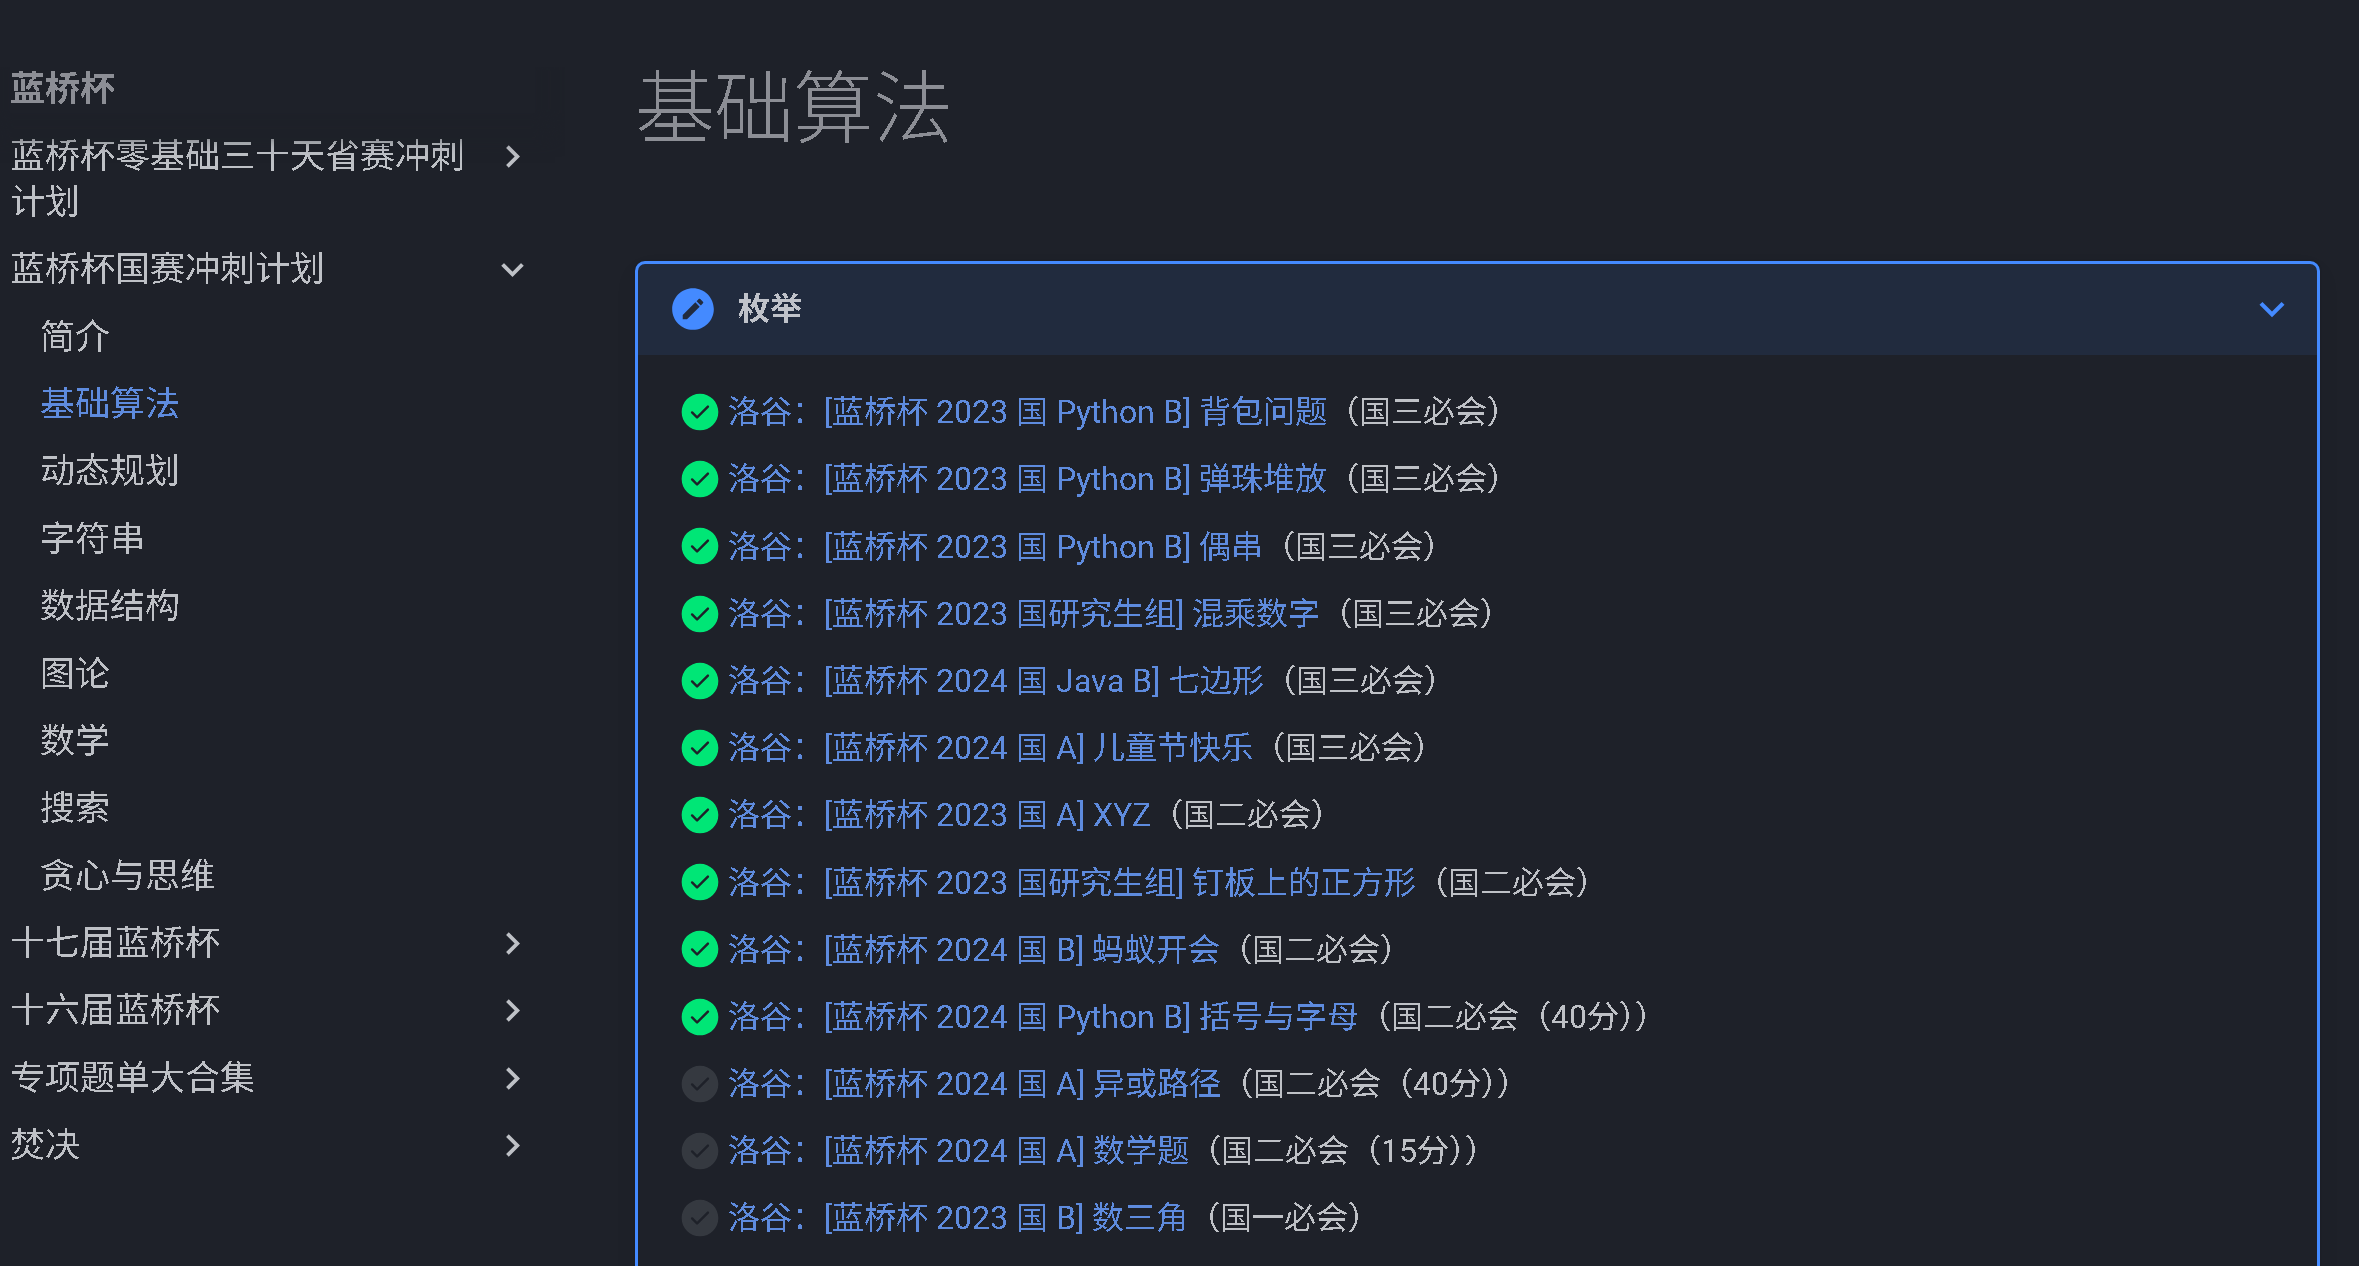 蓝桥杯
蓝桥杯零基础三十天省赛冲刺
计划
蓝桥杯国赛冲刺计划
简介
基础算法
动态规划
字符串
数据结构
图论
数学
搜索
贪心与思维
十七届蓝桥杯
十六届蓝桥杯
专项题单大合集
焚决
基础算法
枚举
洛谷：[蓝桥杯 2023 国 Python B] 背包问题（国三必会）
洛谷：[蓝桥杯 2023 国 Python B] 弹珠堆放（国三必会）
洛谷：[蓝桥杯 2023 国 Python B] 偶串（国三必会）
洛谷：[蓝桥杯 2023 国研究生组] 混乘数字（国三必会）
洛谷：[蓝桥杯 2024 国 Java B] 七边形（国三必会）
洛谷：[蓝桥杯 2024 国 A] 儿童节快乐（国三必会）
洛谷：[蓝桥杯 2023 国 A] XYZ（国二必会）
洛谷：[蓝桥杯 2023 国研究生组] 钉板上的正方形（国二必会）
洛谷：[蓝桥杯 2024 国 B] 蚂蚁开会（国二必会）
洛谷：[蓝桥杯 2024 国 Python B] 括号与字母（国二必会（40分））
洛谷：[蓝桥杯 2024 国 A] 异或路径（国二必会（40分））
洛谷：[蓝桥杯 2024 国 A] 数学题（国二必会（15分））
洛谷：[蓝桥杯 2023 国 B] 数三角（国一必会）